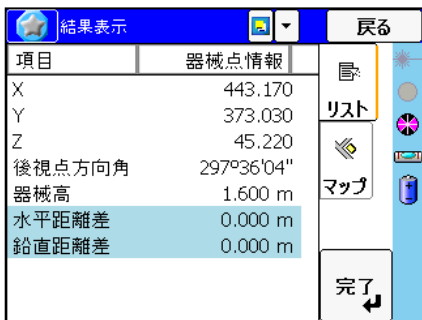 結果表示
戻る
項目 器械点情報
X 443.170
Y 373.030
Z 45.220
後視点方向角 297°36'04"
器械高 1.600 m
水平距離差 0.000 m
鉛直距離差 0.000 m
リスト
マップ
完了